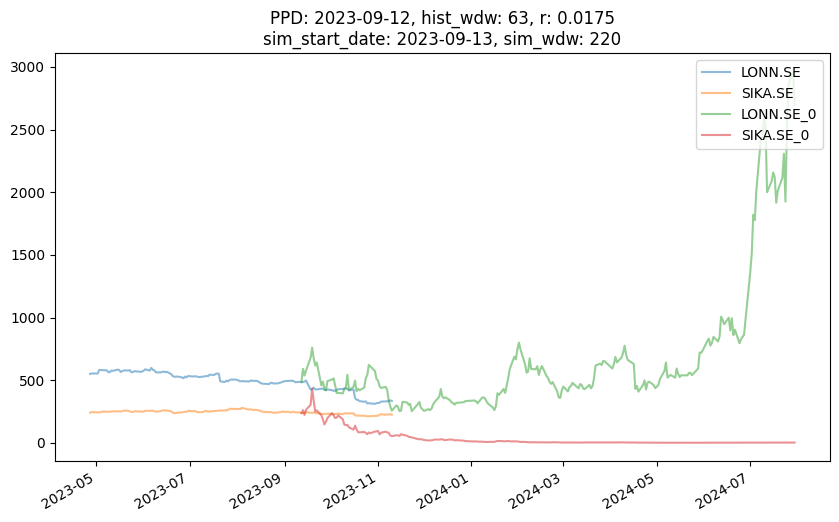 PPD: 2023-09-12, hist_wdw: 63, r: 0.0175
sim_start_date: 2023-09-13, sim_wdw: 220
3000
2500
2000
1500
1000
500
0
LONN.SE
SIKA.SE
LONN.SE_0
SIKA.SE_0
2023-05
2023-07
2023-09
2023-11
2024-01
2024-03
2024-05
2024-07